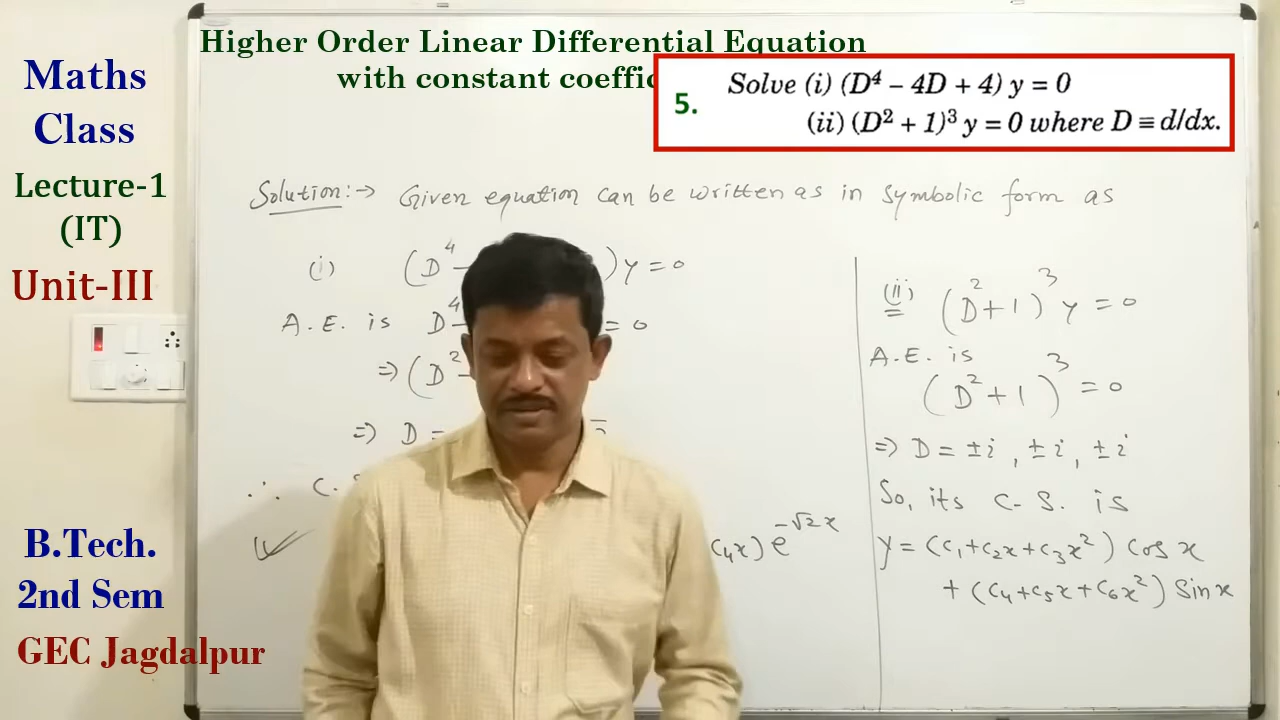 Higher Order Linear Differential Equation
with constant coeffic
Maths
Class
Lecture-1
(IT)
Unit-III
B.Tech.
2nd Sem
GEC Jagdalpur
5. Solve (i) (D⁴ – 4D + 4) y = 0
(ii) (D² + 1)³ y = 0 where D ≡ d/dx.
Solution:→ Given equation can be written as in symbolic form as
(i) (D⁴– )y = 0
A.E. is D⁴– = 0
⇒ (D²–
⇒ D =
∴ C.S
c₄x) e^(-√2 x)
(ii) (D²+1)³ y = 0
A.E. is
(D²+1)³ = 0
⇒ D = ±i, ±i, ±i
So, its C.S. is
y = (c₁+c₂x+c₃x²) Cos x
+ (c₄+c₅x+c₆x²) Sin x